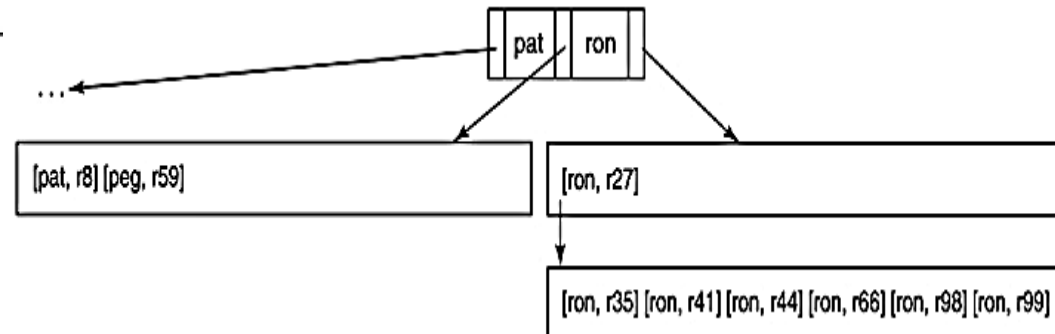 pat ron
...
[pat, r8] [peg, r59]
[ron, r27]
[ron, r35] [ron, r41] [ron, r44] [ron, r66] [ron, r98] [ron, r99]